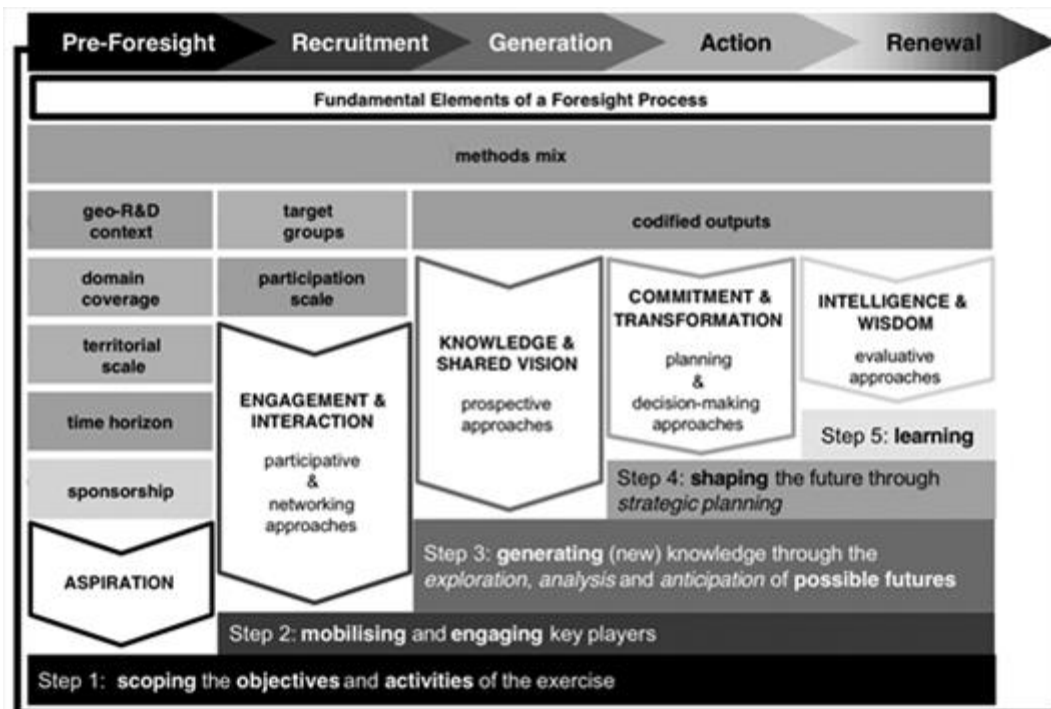 Pre-Foresight
Recruitment
Generation
Action
Renewal
Fundamental Elements of a Foresight Process
methods mix
geo-R&D
context
target
groups
codified outputs
domain
coverage
participation
scale
territorial
scale
time horizon
sponsorship
ASPIRATION
ENGAGEMENT &
INTERACTION
participative
&
networking
approaches
KNOWLEDGE &
SHARED VISION
prospective
approaches
COMMITMENT &
TRANSFORMATION
planning
&
decision-making
approaches
INTELLIGENCE &
WISDOM
evaluative
approaches
Step 5: learning
Step 4: shaping the future through
strategic planning
Step 3: generating (new) knowledge through the
exploration, analysis and anticipation of possible futures
Step 2: mobilising and engaging key players
Step 1: scoping the objectives and activities of the exercise